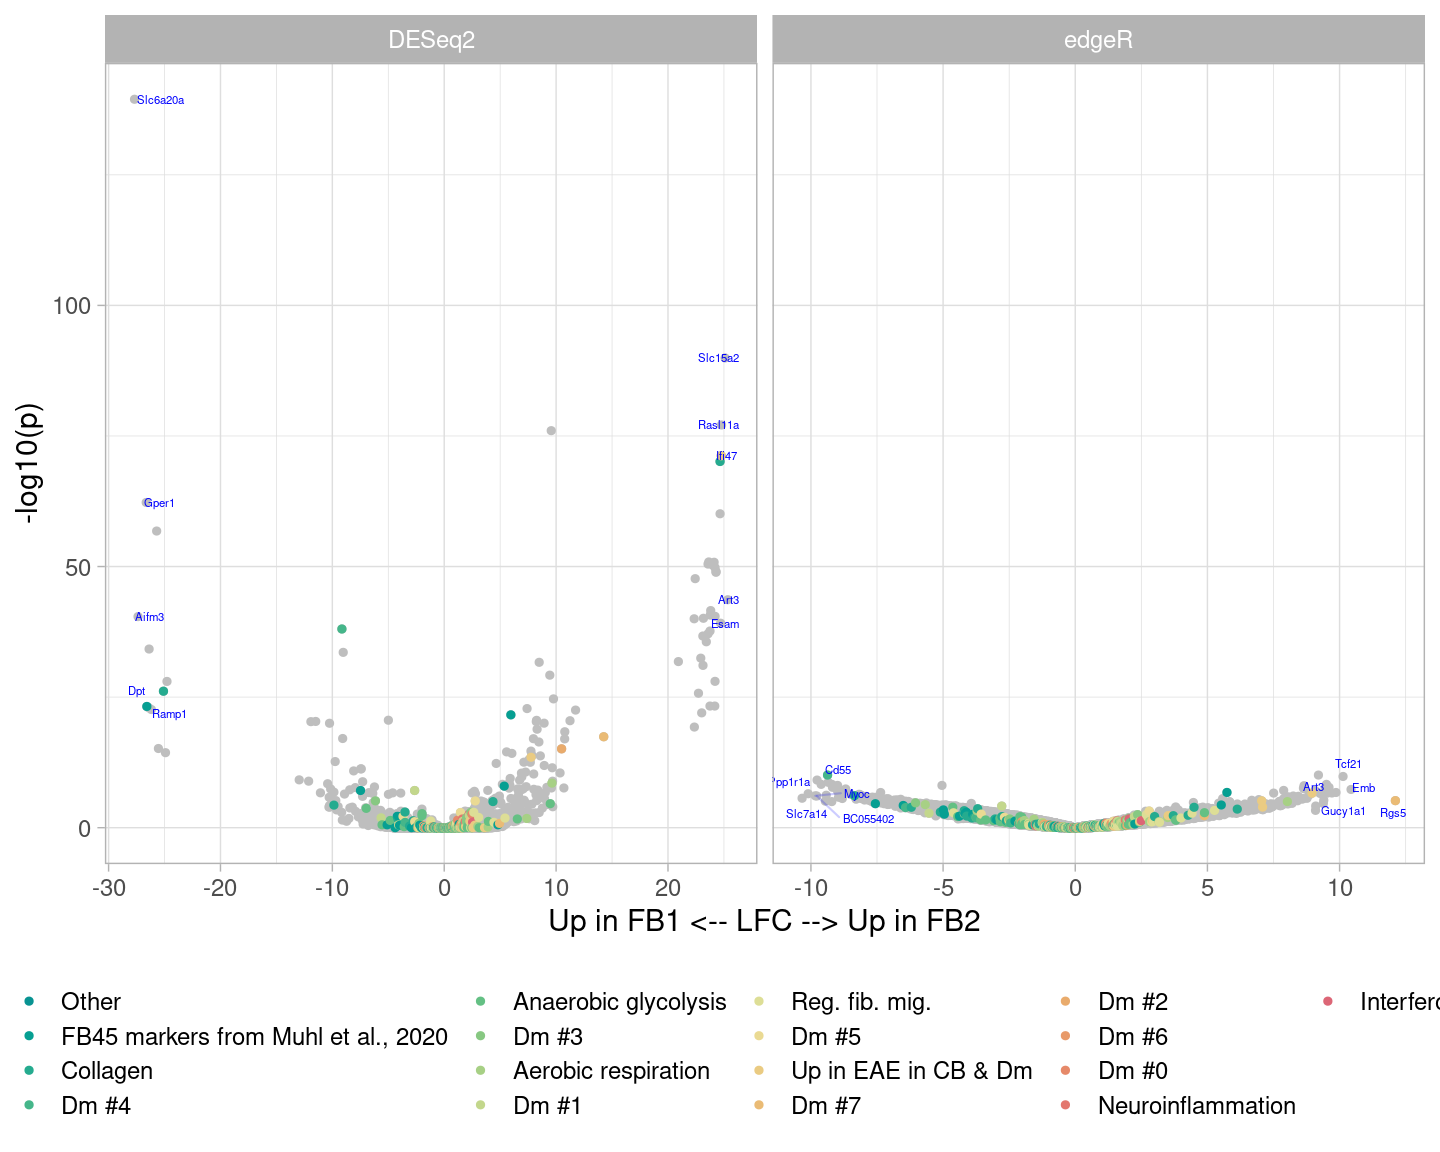 DESeq2
edgeR
Slc6a20a
Rasl11a
Ifi47
Gper1
Art3
Aifm3
Esam
Dpt
Ramp1
Cd55
Tcf21
Ppp1r1a
Myoc
Art3
Emb
Slc7a14
BC055402
Gucy1a1
Rgs5
-log10(p)
100
50
0
-30
-20
-10
0
10
20
-10
-5
0
5
10
Up in FB1 <-- LFC --> Up in FB2
Other
Anaerobic glycolysis
Reg. fib. mig.
Dm #2
Interfero
FB45 markers from Muhl et al., 2020
Dm #3
Dm #5
Dm #6
Collagen
Aerobic respiration
Up in EAE in CB & Dm
Dm #0
Dm #4
Dm #1
Dm #7
Neuroinflammation